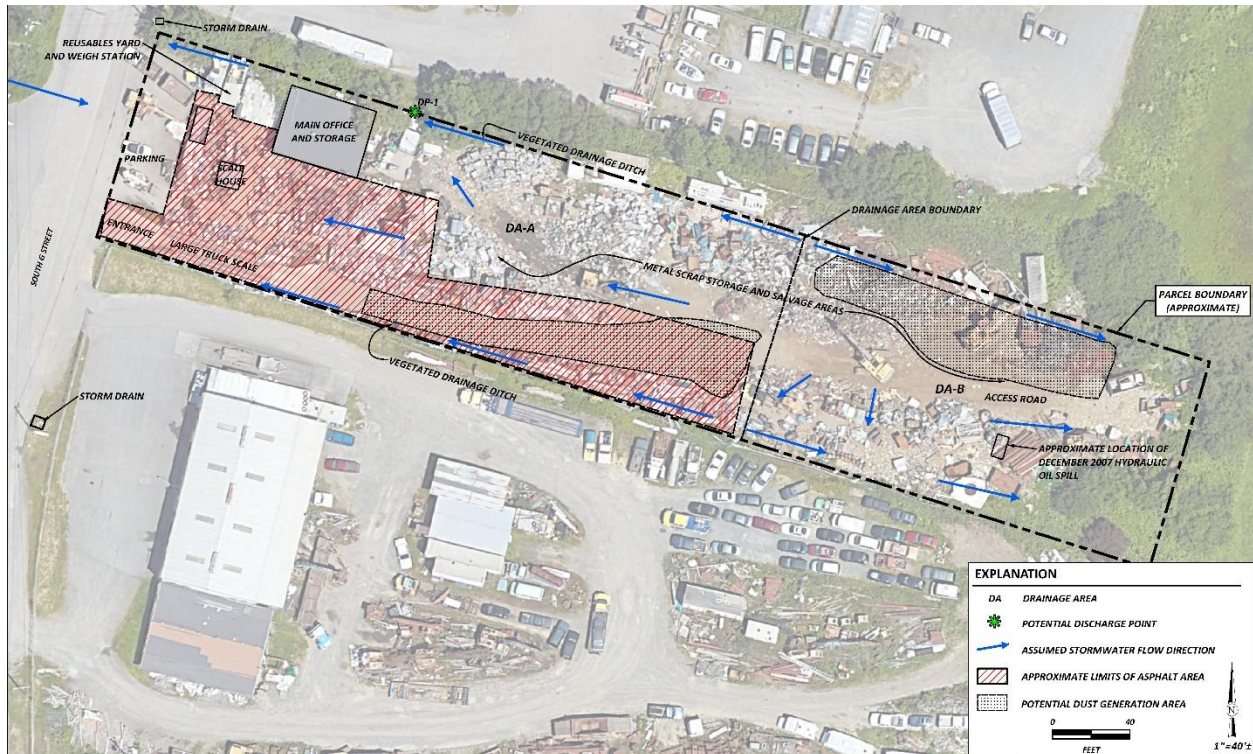 STORM DRAIN
REUSABLES YARD
AND WEIGH STATION
DP-1
MAIN OFFICE
AND STORAGE
VEGETATED DRAINAGE DITCH
PARKING
SCALE
HOUSE
DRAINAGE AREA BOUNDARY
DA-A
ENTRANCE
LARGE TRUCK SCALE
METAL SCRAP STORAGE AND SALVAGE AREAS
SOUTH G STREET
PARCEL BOUNDARY
(APPROXIMATE)
VEGETATED DRAINAGE DITCH
DA-B
ACCESS ROAD
STORM DRAIN
APPROXIMATE LOCATION OF
DECEMBER 2007 HYDRAULIC
OIL SPILL
EXPLANATION
DA DRAINAGE AREA
POTENTIAL DISCHARGE POINT
ASSUMED STORMWATER FLOW DIRECTION
APPROXIMATE LIMITS OF ASPHALT AREA
POTENTIAL DUST GENERATION AREA
0 40
FEET
N
1"=40'±